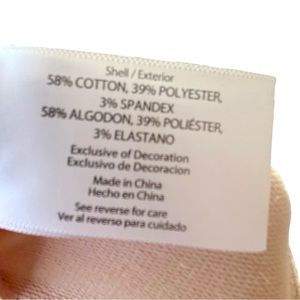 Shell / Exterior
58% COTTON, 39% POLYESTER,
3% SPANDEX
58% ALGODON, 39% POLIÉSTER,
3% ELASTANO
Exclusive of Decoration
Exclusivo de Decoracion
Made in China
Hecho en China
See reverse for care
Ver al reverso para cuidado